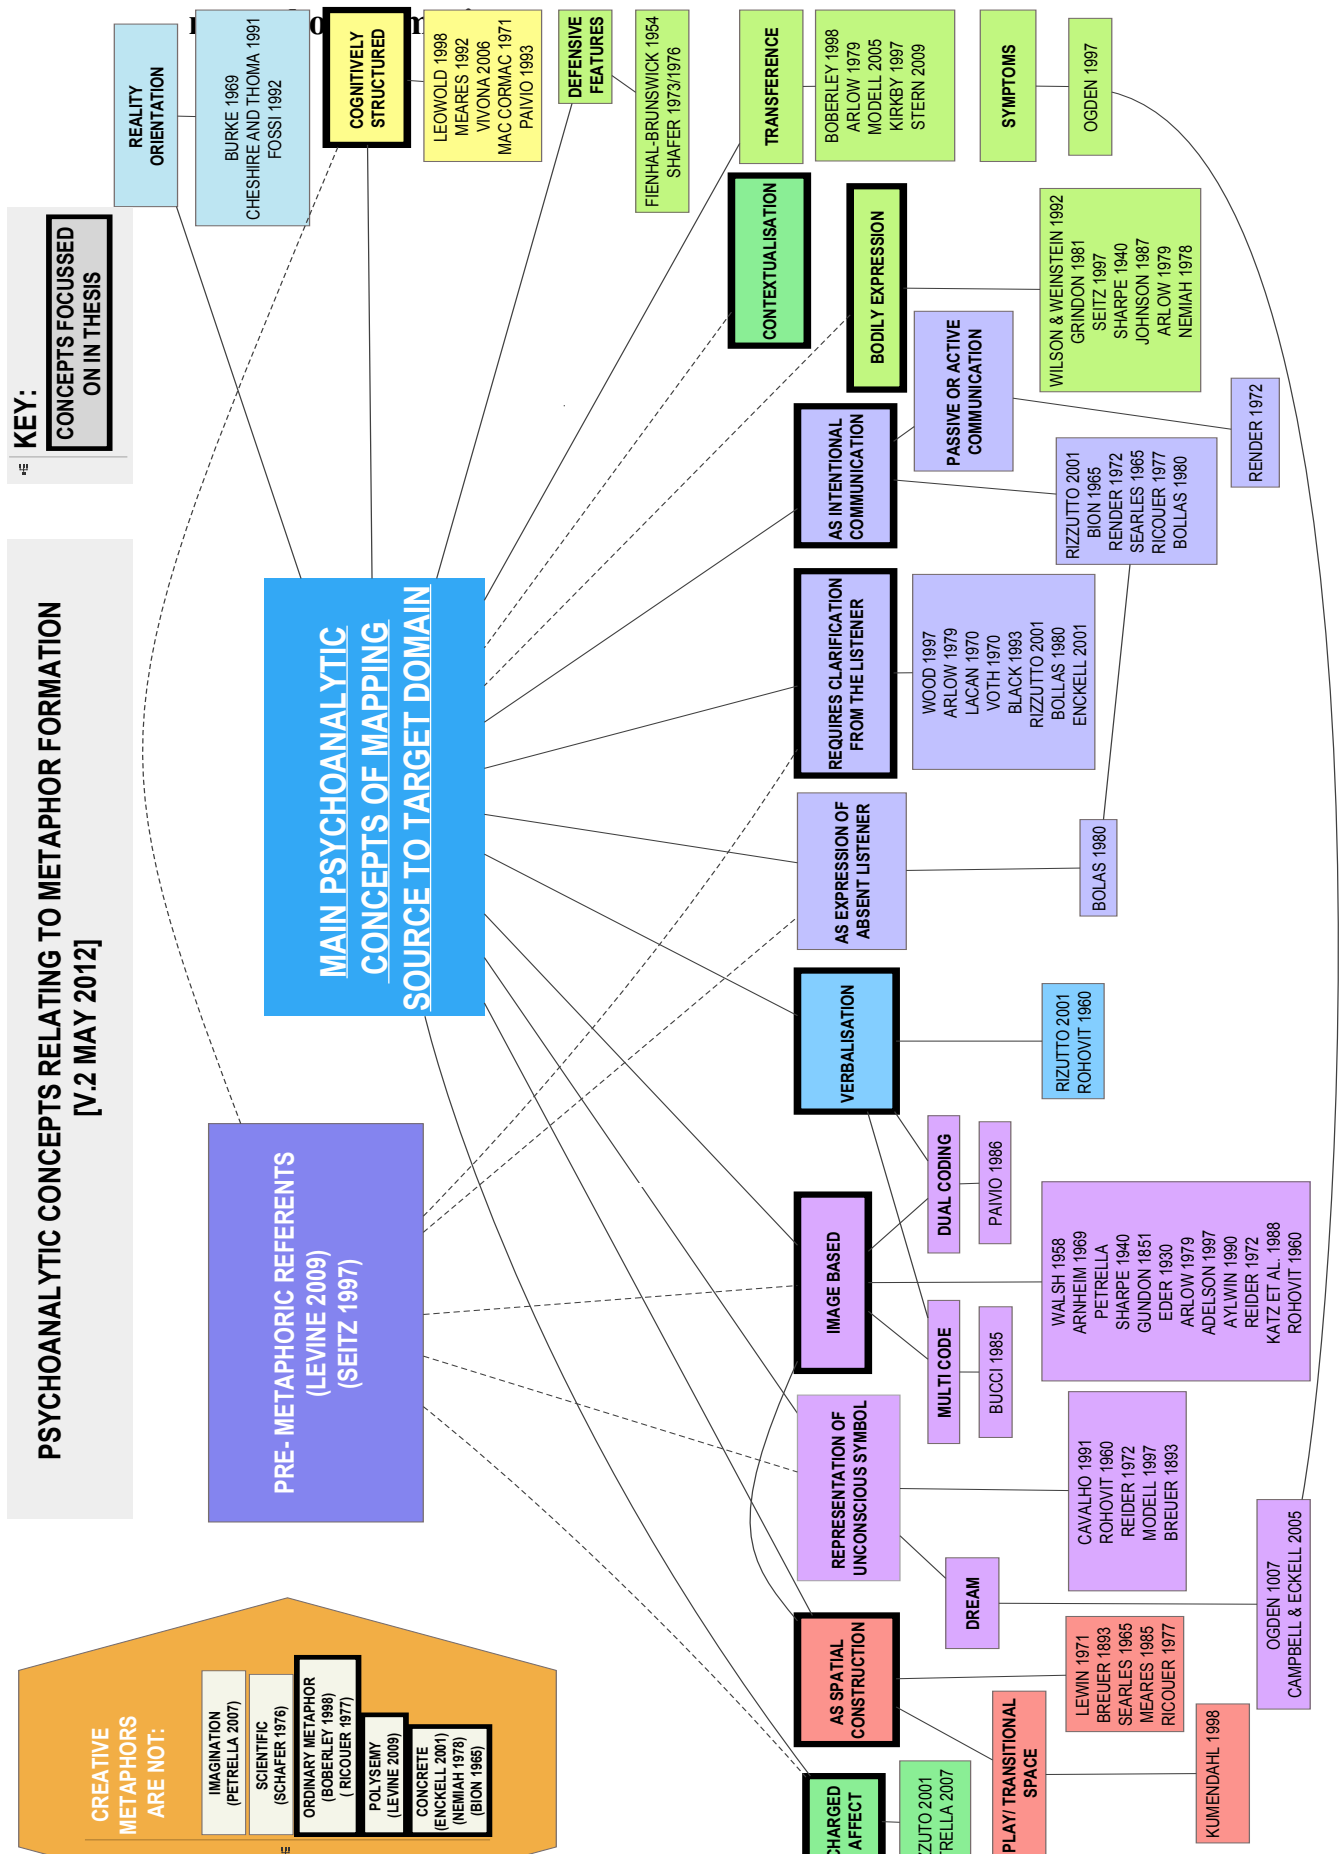 PSYCHOANALYTIC CONCEPTS RELATING TO METAPHOR FORMATION
[V.2 MAY 2012]
KEY:
CONCEPTS FOCUSSED
ON IN THESIS
CREATIVE
METAPHORS
ARE NOT:
IMAGINATION
(PETRELLA 2007)
SCIENTIFIC
(SCHAFER 1976)
ORDINARY METAPHOR
(BOBERLEY 1998)
( RICOUER 1977)
POLYSEMY
(LEVINE 2009)
CONCRETE
(ENCKELL 2001)
(NEMIAH 1978)
(BION 1965)
PRE- METAPHORIC REFERENTS
(LEVINE 2009)
(SEITZ 1997)
MAIN PSYCHOANALYTIC
CONCEPTS OF MAPPING
SOURCE TO TARGET DOMAIN
REALITY
ORIENTATION
BURKE 1969
CHESHIRE AND THOMA 1991
FOSSI 1992
COGNITIVELY
STRUCTURED
LEOWOLD 1998
MEARES 1992
VIVONA 2006
MAC CORMAC 1971
PAIVIO 1993
DEFENSIVE
FEATURES
FIENHAL-BRUNSWICK 1954
SHAFER 1973/1976
TRANSFERENCE
BOBERLEY 1998
ARLOW 1979
MODELL 2005
KIRKBY 1997
STERN 2009
SYMPTOMS
OGDEN 1997
CONTEXTUALISATION
BODILY EXPRESSION
WILSON & WEINSTEIN 1992
GRINDON 1981
SEITZ 1997
SHARPE 1940
JOHNSON 1987
ARLOW 1979
NEMIAH 1978
AS INTENTIONAL
COMMUNICATION
PASSIVE OR ACTIVE
COMMUNICATION
RENDER 1972
RIZZUTO 2001
BION 1965
RENDER 1972
SEARLES 1965
RICOUER 1977
BOLLAS 1980
REQUIRES CLARIFICATION
FROM THE LISTENER
WOOD 1997
ARLOW 1979
LACAN 1970
VOTH 1970
BLACK 1993
RIZZUTO 2001
BOLLAS 1980
ENCKELL 2001
AS EXPRESSION OF
ABSENT LISTENER
BOLAS 1980
VERBALISATION
RIZUTTO 2001
ROHOVIT 1960
IMAGE BASED
DUAL CODING
PAIVIO 1986
MULTI CODE
BUCCI 1985
WALSH 1958
ARNHEIM 1969
PETRELLA
SHARPE 1940
GUNDON 1851
EDER 1930
ARLOW 1979
ADELSON 1997
AYLWIN 1990
REIDER 1972
KATZ ET AL. 1988
ROHOVIT 1960
REPRESENTATION OF
UNCONSCIOUS SYMBOL
CAVALHO 1991
ROHOVIT 1960
REIDER 1972
MODELL 1997
BREUER 1893
DREAM
OGDEN 1007
CAMPBELL & ECKELL 2005
AS SPATIAL
CONSTRUCTION
LEWIN 1971
BREUER 1893
SEARLES 1965
MEARES 1985
RICOUER 1977
PLAY/ TRANSITIONAL
SPACE
KUMENDAHL 1998
CHARGED
AFFECT
ZZUTO 2001
TRELLA 2007